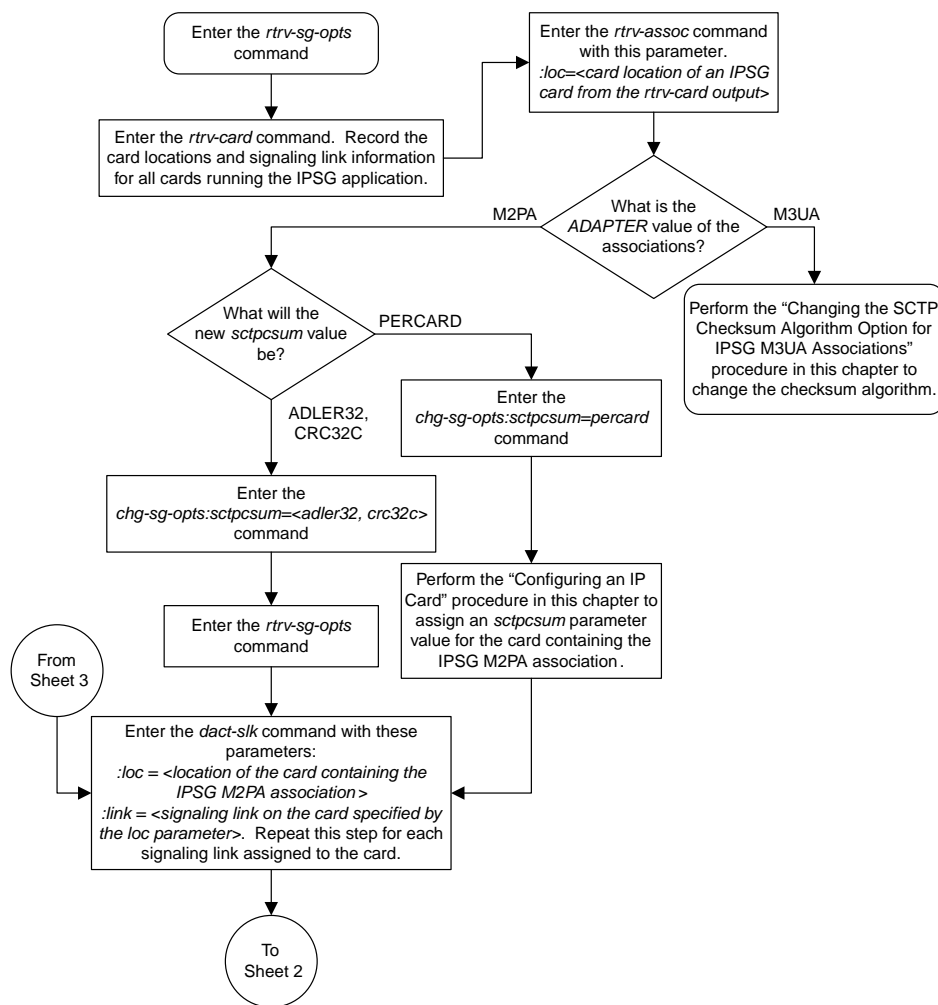 Enter the rtrv-sg-opts
command
Enter the rtrv-card command.  Record the
card locations and signaling link information
for all cards running the IPSG application.
Enter the rtrv-assoc command
with this parameter.
:loc=<card location of an IPSG
card from the rtrv-card output>
What is the
ADAPTER value of the
associations?
M2PA
M3UA
Perform the “Changing the SCTP
Checksum Algorithm Option for
IPSG M3UA Associations”
procedure in this chapter to
change the checksum algorithm.
What will the
new sctpcsum value
be?
PERCARD
ADLER32,
CRC32C
Enter the
chg-sg-opts:sctpcsum=percard
command
Enter the
chg-sg-opts:sctpcsum=<adler32, crc32c>
command
Perform the “Configuring an IP
Card” procedure in this chapter to
assign an sctpcsum parameter
value for the card containing the
IPSG M2PA association.
Enter the rtrv-sg-opts
command
From
Sheet 3
Enter the dact-slk command with these
parameters:
:loc = <location of the card containing the
IPSG M2PA association>
:link = <signaling link on the card specified by
the loc parameter>.  Repeat this step for each
signaling link assigned to the card.
To
Sheet 2